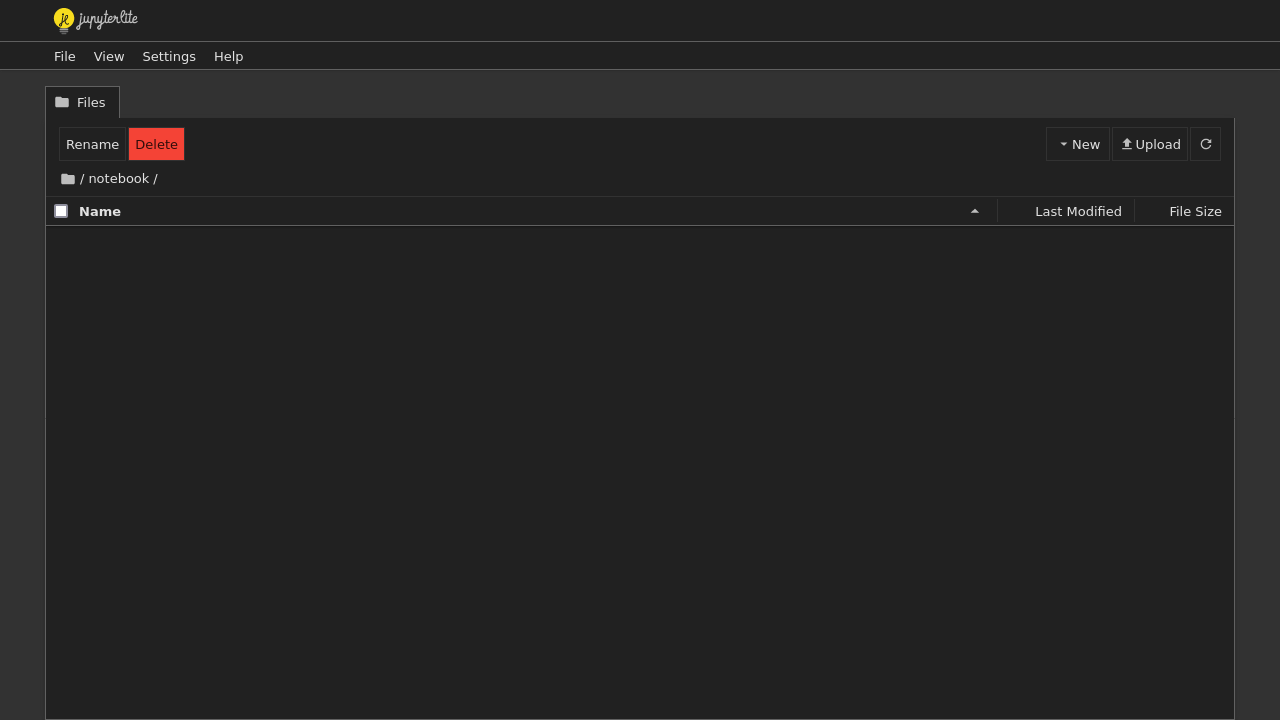 jupyterlite
File View Settings Help
Files
Rename Delete New Upload
/ notebook /
Name Last Modified File Size